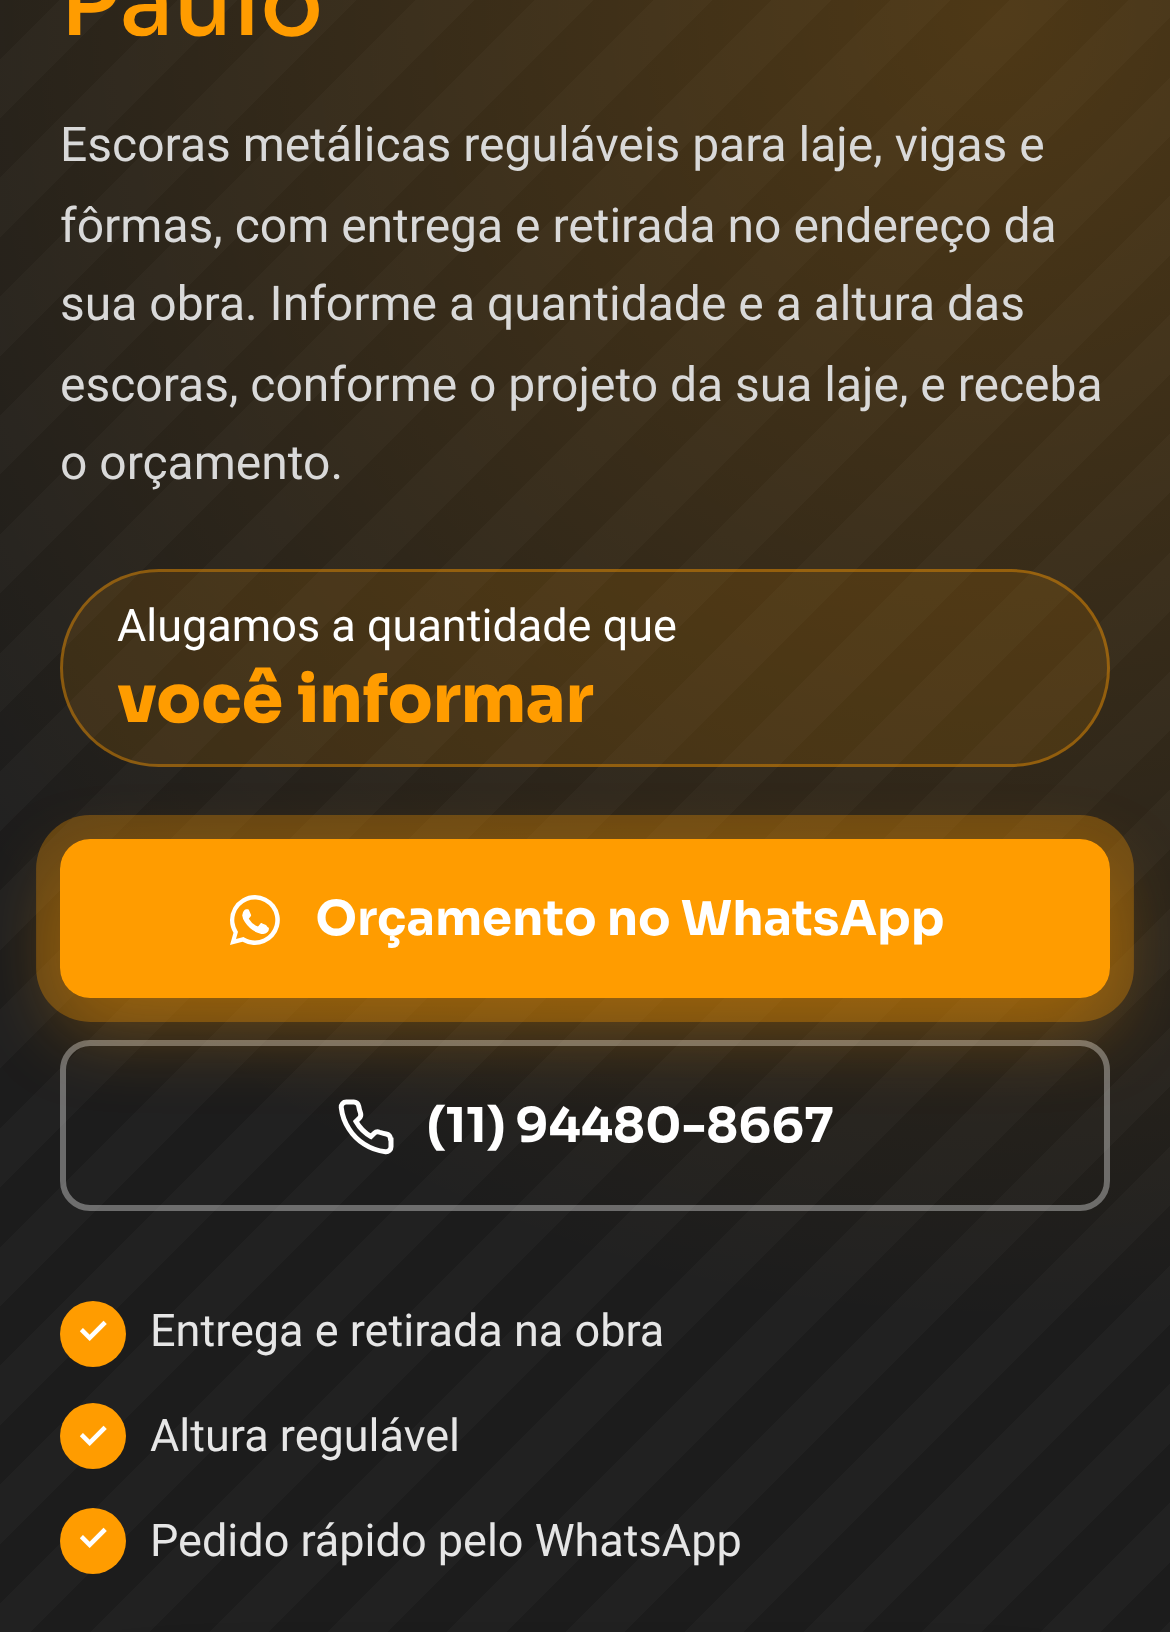 Paulo
Escoras metálicas reguláveis para laje, vigas e
fôrmas, com entrega e retirada no endereço da
sua obra. Informe a quantidade e a altura das
escoras, conforme o projeto da sua laje, e receba
o orçamento.
Alugamos a quantidade que
você informar
Orçamento no WhatsApp
(11) 94480-8667
Entrega e retirada na obra
Altura regulável
Pedido rápido pelo WhatsApp